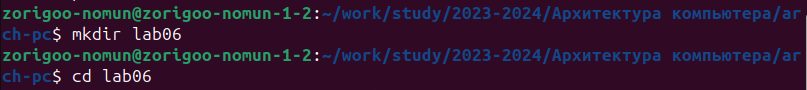 zorigoo-nomun@zorigoo-nomun-1-2:~/work/study/2023-2024/Архитектура компьютера/ar
ch-pc$ mkdir lab06
zorigoo-nomun@zorigoo-nomun-1-2:~/work/study/2023-2024/Архитектура компьютера/ar
ch-pc$ cd lab06